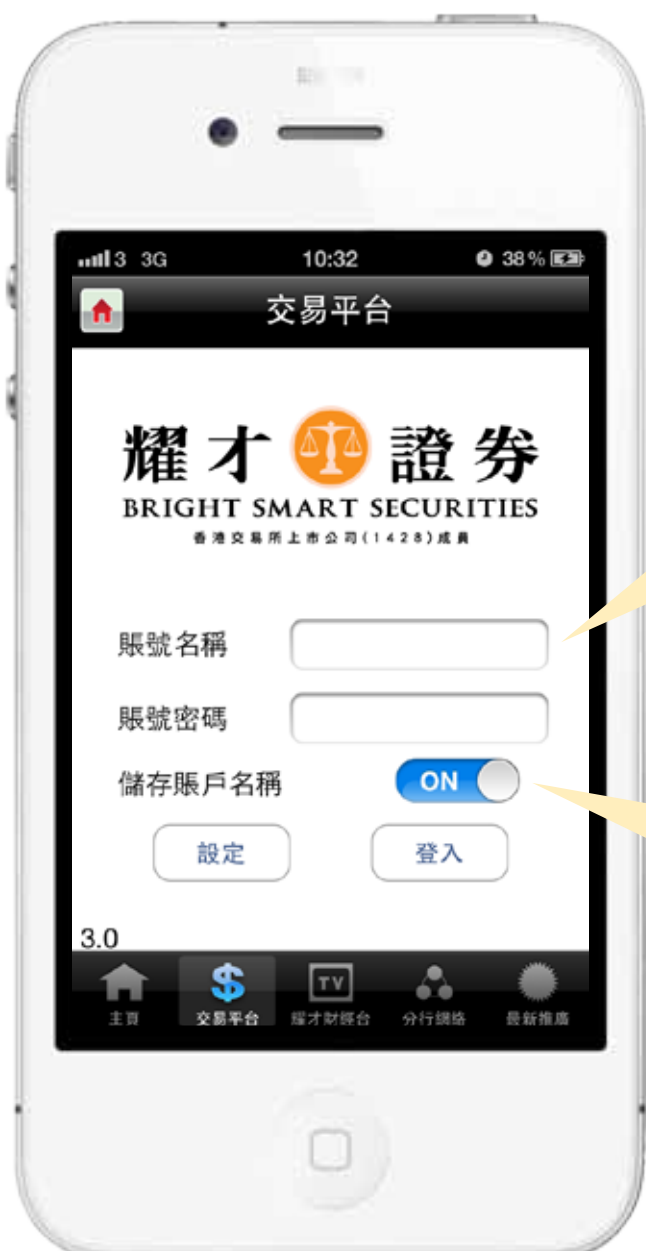 3 3G 10:32 38%
交易平台
耀才證券
BRIGHT SMART SECURITIES
香港交易所上市公司(1428)成員
賬號名稱
賬號密碼
儲存賬戶名稱 ON
設定 登入
3.0
TV
主頁 交易平台 耀才財經台 分行網絡 最新推廣